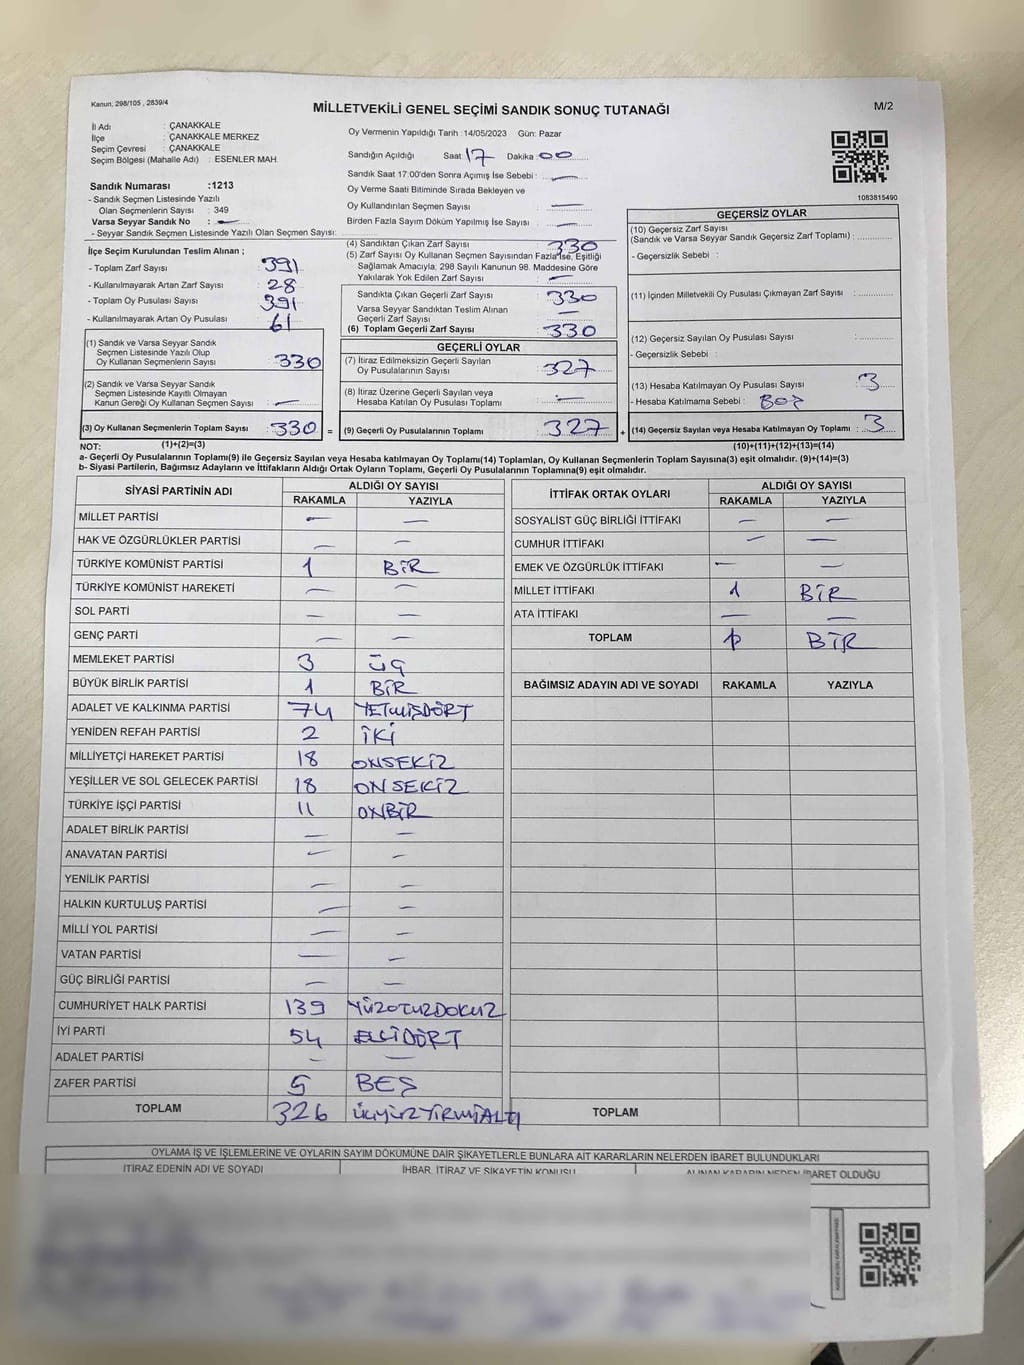 Kanun; 298/105 , 2839/4
MİLLETVEKİLİ GENEL SEÇİMİ SANDIK SONUÇ TUTANAĞI
M/2
İl Adı : ÇANAKKALE
İlçe : ÇANAKKALE MERKEZ
Seçim Çevresi : ÇANAKKALE
Seçim Bölgesi (Mahalle Adı) : ESENLER MAH.
Sandık Numarası :1213
- Sandık Seçmen Listesinde Yazılı
Olan Seçmenlerin Sayısı : 349
Varsa Seyyar Sandık No : —
- Seyyar Sandık Seçmen Listesinde Yazılı Olan Seçmen Sayısı:
Oy Vermenin Yapıldığı Tarih :14/05/2023 Gün: Pazar
Sandığın Açıldığı Saat 17 Dakika : 00
Sandık Saat 17.00'den Sonra Açımış İse Sebebi : —
Oy Verme Saati Bitiminde Sırada Bekleyen ve
Oy Kullandırılan Seçmen Sayısı —
Birden Fazla Sayım Döküm Yapılmış İse Sayısı : —
1083815490
İlçe Seçim Kurulundan Teslim Alınan ;
- Toplam Zarf Sayısı : 391
- Kullanılmayarak Artan Zarf Sayısı : 28
- Toplam Oy Pusulası Sayısı : 391
- Kullanılmayarak Artan Oy Pusulası : 61
(1) Sandık ve Varsa Seyyar Sandık
Seçmen Listesinde Yazılı Olup
Oy Kullanan Seçmenlerin Sayısı : 330
(2) Sandık ve Varsa Seyyar Sandık
Seçmen Listesinde Kayıtlı Olmayan
Kanun Gereği Oy Kullanan Seçmen Sayısı : —
(3) Oy Kullanan Seçmenlerin Toplam Sayısı : 330 =
(4) Sandıktan Çıkan Zarf Sayısı : 330
(5) Zarf Sayısı Oy Kullanan Seçmen Sayısından Fazla İse, Eşitliği
Sağlamak Amacıyla, 298 Sayılı Kanunun 98. Maddesine Göre
Yakılarak Yok Edilen Zarf Sayısı : —
Sandıkta Çıkan Geçerli Zarf Sayısı : 330
Varsa Seyyar Sandıktan Teslim Alınan
Geçerli Zarf Sayısı : —
(6) Toplam Geçerli Zarf Sayısı : 330
GEÇERLİ OYLAR
(7) İtiraz Edilmeksizin Geçerli Sayılan
Oy Pusulalarının Sayısı : 327
(8) İtiraz Üzerine Geçerli Sayılan veya
Hesaba Katılan Oy Pusulası Toplamı : —
(9) Geçerli Oy Pusulalarının Toplamı : 327 +
GEÇERSİZ OYLAR
(10) Geçersiz Zarf Sayısı
(Sandık ve Varsa Seyyar Sandık Geçersiz Zarf Toplamı) :
- Geçersizlik Sebebi :
(11) İçinden Milletvekili Oy Pusulası Çıkmayan Zarf Sayısı :
(12) Geçersiz Sayılan Oy Pusulası Sayısı :
- Geçersizlik Sebebi :
(13) Hesaba Katılmayan Oy Pusulası Sayısı : 3
- Hesaba Katılmama Sebebi : BOŞ
(14) Geçersiz Sayılan veya Hesaba Katılmayan Oy Toplamı : 3
NOT: (1)+(2)=(3) (10)+(11)+(12)+(13)=(14)
a- Geçerli Oy Pusulalarının Toplamı(9) ile Geçersiz Sayılan veya Hesaba Katılmayan Oy Toplamı(14) Toplamları, Oy Kullanan Seçmenlerin Toplam Sayısına(3) eşit olmalıdır. (9)+(14)=(3)
b- Siyasi Partilerin, Bağımsız Adayların ve İttifakların Aldığı Ortak Oyların Toplamı, Geçerli Oy Pusulalarının Toplamına(9) eşit olmalıdır.
SİYASİ PARTİNİN ADI ALDIĞI OY SAYISI
RAKAMLA YAZIYLA
MİLLET PARTİSİ — —
HAK VE ÖZGÜRLÜKLER PARTİSİ — —
TÜRKİYE KOMÜNİST PARTİSİ 1 BİR
TÜRKİYE KOMÜNİST HAREKETİ — —
SOL PARTİ — —
GENÇ PARTİ — —
MEMLEKET PARTİSİ 3 ÜÇ
BÜYÜK BİRLİK PARTİSİ 1 BİR
ADALET VE KALKINMA PARTİSİ 74 YETMİŞDÖRT
YENİDEN REFAH PARTİSİ 2 İKİ
MİLLİYETÇİ HAREKET PARTİSİ 18 ONSEKİZ
YEŞİLLER VE SOL GELECEK PARTİSİ 18 ONSEKİZ
TÜRKİYE İŞÇİ PARTİSİ 11 ONBİR
ADALET BİRLİK PARTİSİ — —
ANAVATAN PARTİSİ — —
YENİLİK PARTİSİ — —
HALKIN KURTULUŞ PARTİSİ — —
MİLLİ YOL PARTİSİ — —
VATAN PARTİSİ — —
GÜÇ BİRLİĞİ PARTİSİ — —
CUMHURİYET HALK PARTİSİ 139 YÜZOTUZDOKUZ
İYİ PARTİ 54 ELLİDÖRT
ADALET PARTİSİ — —
ZAFER PARTİSİ 5 BEŞ
TOPLAM 326 ÜÇYÜZYİRMİALTI
İTTİFAK ORTAK OYLARI ALDIĞI OY SAYISI
RAKAMLA YAZIYLA
SOSYALİST GÜÇ BİRLİĞİ İTTİFAKI — —
CUMHUR İTTİFAKI — —
EMEK VE ÖZGÜRLÜK İTTİFAKI — —
MİLLET İTTİFAKI 1 BİR
ATA İTTİFAKI — —
TOPLAM 1 BİR
BAĞIMSIZ ADAYIN ADI VE SOYADI RAKAMLA YAZIYLA
TOPLAM
OYLAMA İŞ VE İŞLEMLERİNE VE OYLARIN SAYIM DÖKÜMÜNE DAİR ŞİKAYETLERLE BUNLARA AİT KARARLARIN NELERDEN İBARET BULUNDUKLARI
İTİRAZ EDENİN ADI VE SOYADI İHBAR, İTİRAZ VE ŞİKAYETİN KONUSU ALINAN KARARIN NEDEN İBARET OLDUĞU